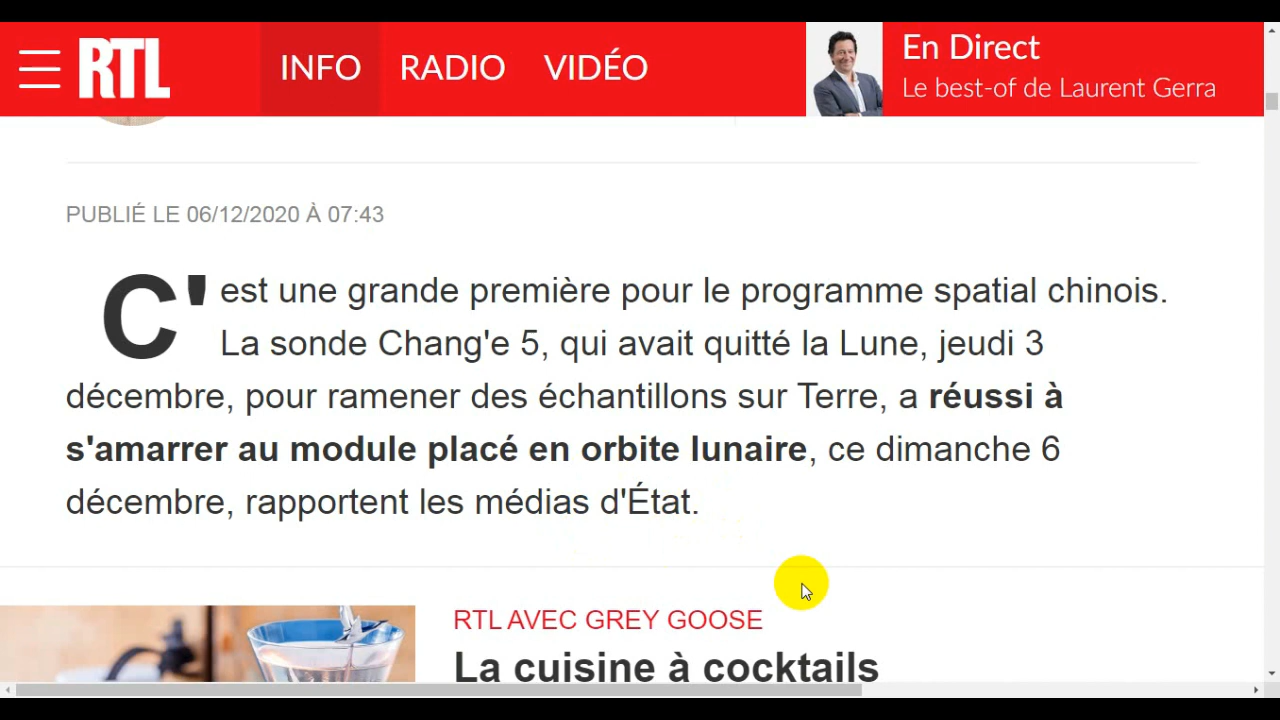 RTL
INFO RADIO VIDÉO
En Direct
Le best-of de Laurent Gerra
PUBLIÉ LE 06/12/2020 À 07:43
C'est une grande première pour le programme spatial chinois.
La sonde Chang'e 5, qui avait quitté la Lune, jeudi 3
décembre, pour ramener des échantillons sur Terre, a réussi à
s'amarrer au module placé en orbite lunaire, ce dimanche 6
décembre, rapportent les médias d'État.
RTL AVEC GREY GOOSE
La cuisine à cocktails